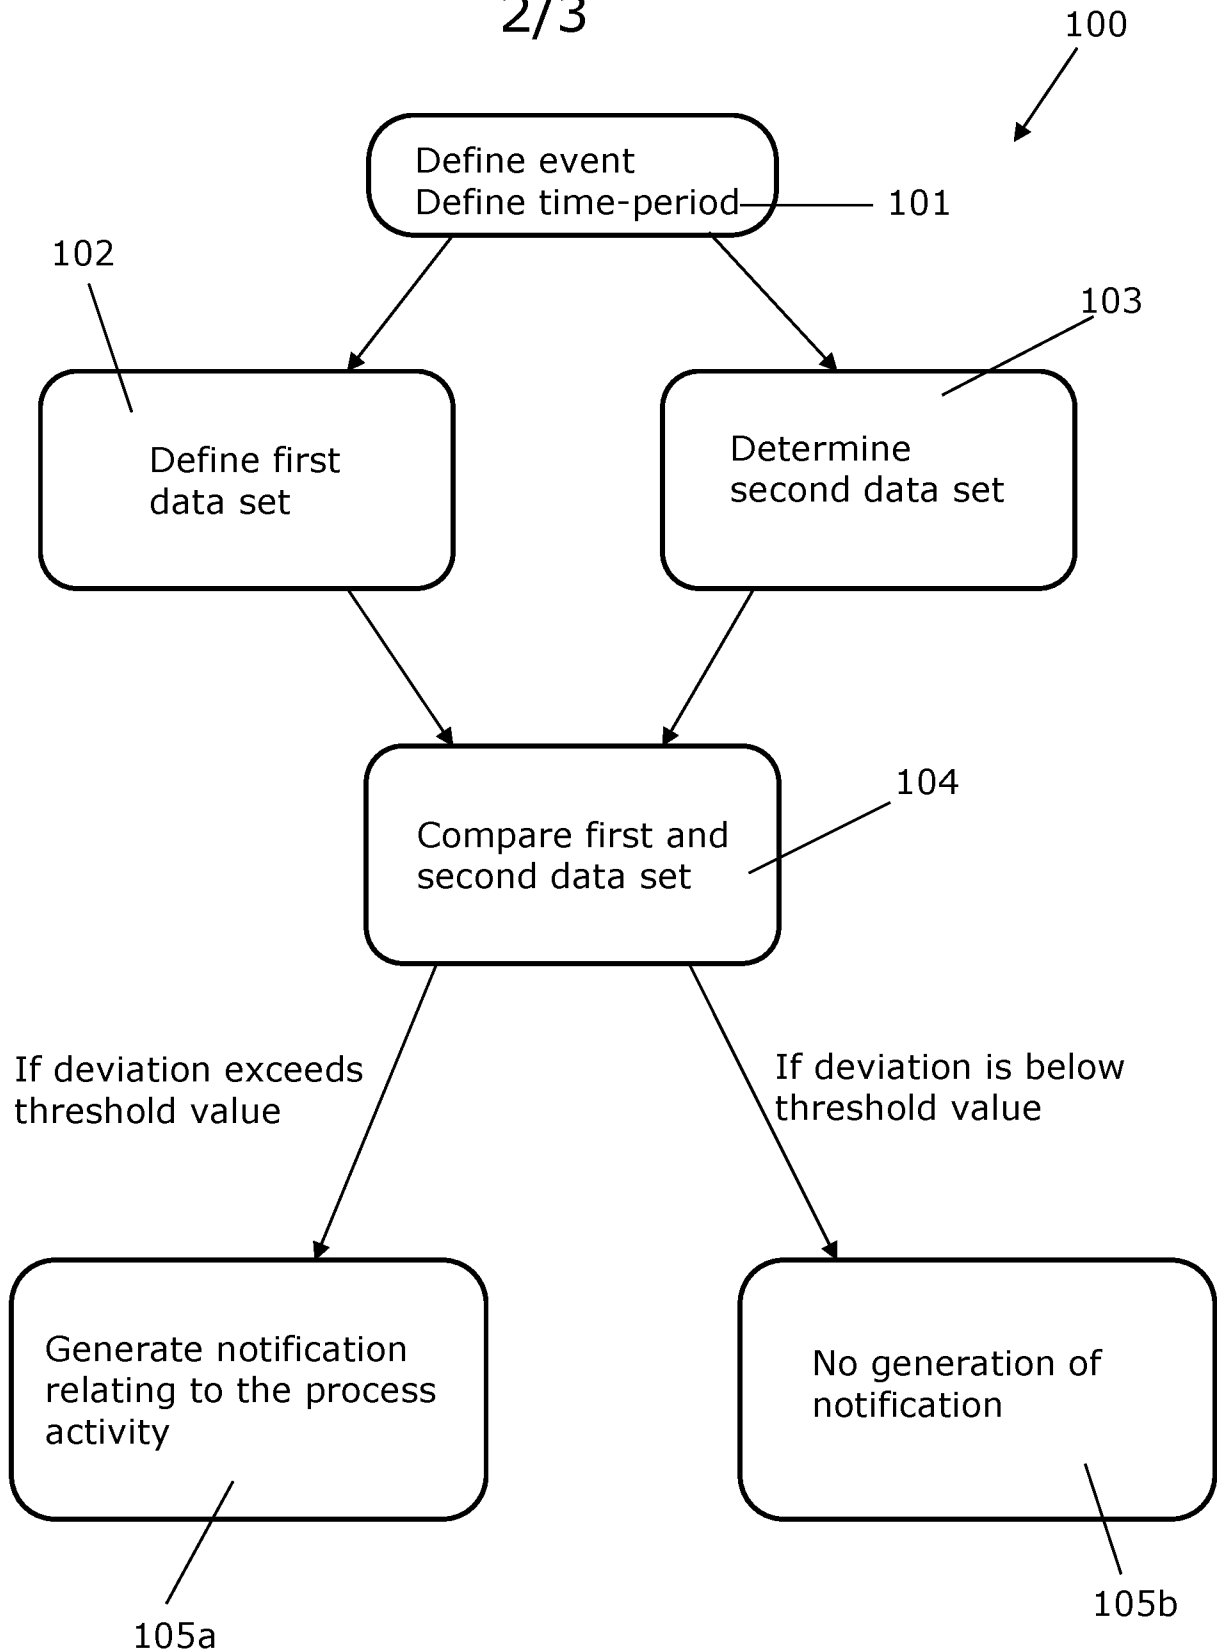 2/3
100
Define event
Define time-period
101
102
103
Define first
data set
Determine
second data set
104
Compare first and
second data set
If deviation exceeds
threshold value
If deviation is below
threshold value
Generate notification
relating to the process
activity
No generation of
notification
105a
105b